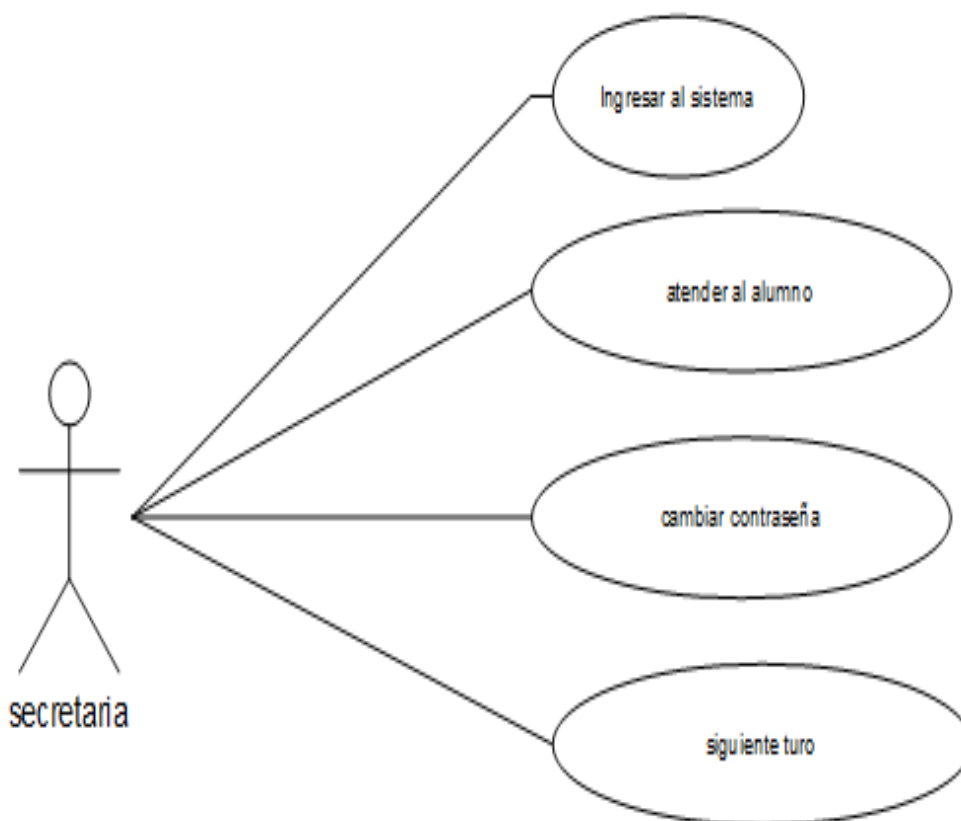 Ingresar al sistema
atender al alumno
cambiar contraseña
siguiente turo
secretaria